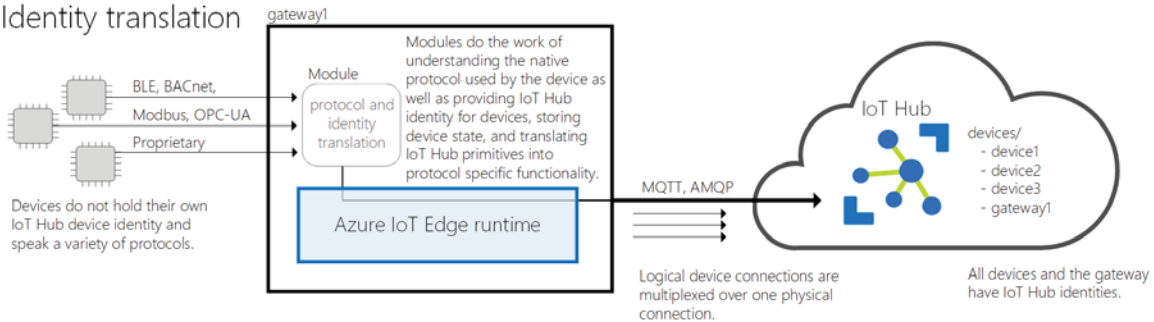 Identity translation
gateway1
BLE, BACnet,
Modbus, OPC-UA
Proprietary
Devices do not hold their own
IoT Hub device identity and
speak a variety of protocols.
Module
protocol and
identity
translation
Modules do the work of
understanding the native
protocol used by the device as
well as providing IoT Hub
identity for devices, storing
device state, and translating
IoT Hub primitives into
protocol specific functionality.
Azure IoT Edge runtime
MQTT, AMQP
Logical device connections are
multiplexed over one physical
connection.
IoT Hub
devices/
- device1
- device2
- device3
- gateway1
All devices and the gateway
have IoT Hub identities.